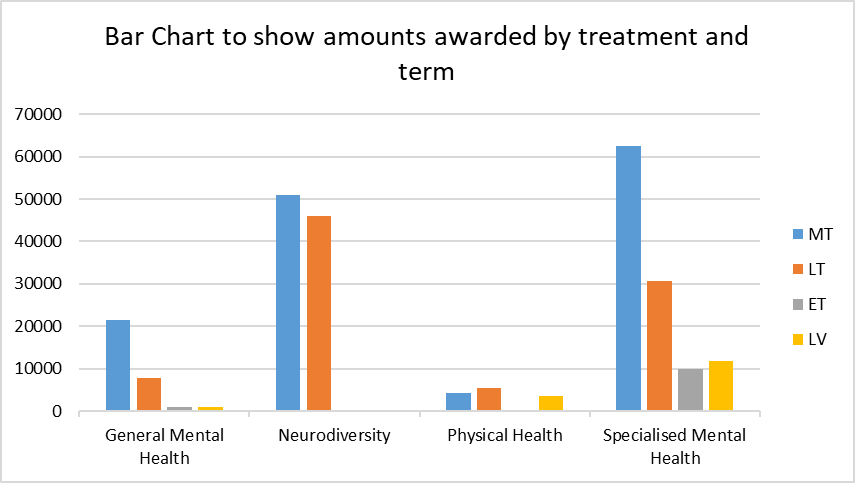 Bar Chart to show amounts awarded by treatment and
term
70000
60000
50000
40000
30000
20000
10000
0
General Mental
Health
Neurodiversity
Physical Health
Specialised Mental
Health
MT
LT
ET
LV